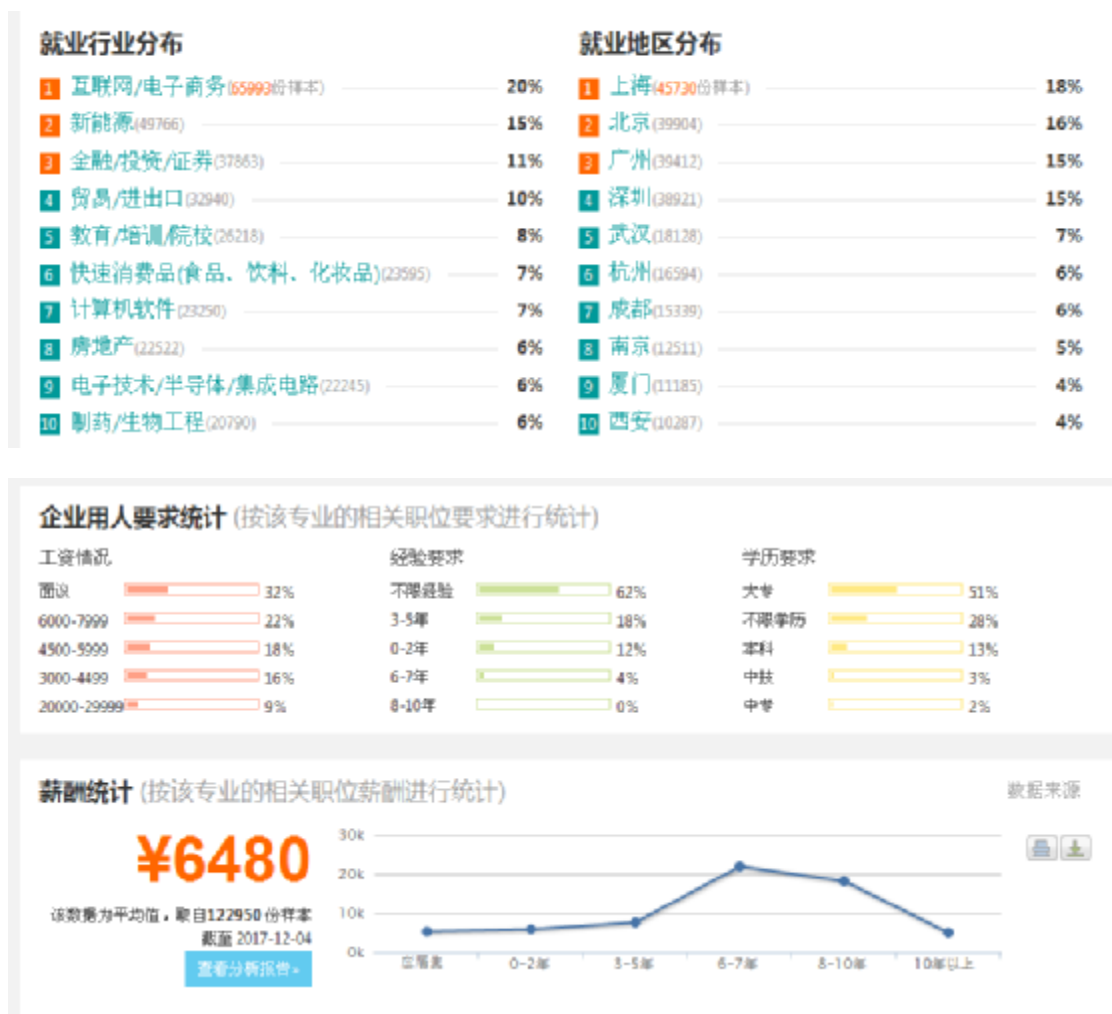 就业行业分布
1 互联网/电子商务(65993份样本) 20%
2 新能源(49766) 15%
3 金融/投资/证券(37863) 11%
4 贸易/进出口(32940) 10%
5 教育/培训/院校(26218) 8%
6 快速消费品(食品、饮料、化妆品)(23595) 7%
7 计算机软件(23250) 7%
8 房地产(22522) 6%
9 电子技术/半导体/集成电路(22245) 6%
10 制药/生物工程(20790) 6%
就业地区分布
1 上海(45730份样本) 18%
2 北京(39904) 16%
3 广州(39412) 15%
4 深圳(38921) 15%
5 武汉(18128) 7%
6 杭州(16594) 6%
7 成都(15339) 6%
8 南京(12511) 5%
9 厦门(11185) 4%
10 西安(10287) 4%
企业用人要求统计 (按该专业的相关职位要求进行统计)
工资情况
面议 32%
6000-7999 22%
4500-5999 18%
3000-4499 16%
20000-29999 9%
经验要求
不限经验 62%
3-5年 18%
0-2年 12%
6-7年 4%
8-10年 0%
学历要求
大专 51%
不限学历 28%
本科 13%
中技 3%
中专 2%
薪酬统计 (按该专业的相关职位薪酬进行统计)
数据来源
¥6480
该数据为平均值，取自122950份样本
截至 2017-12-04
查看分析报告»
30k
20k
10k
0k
应届生 0-2年 3-5年 6-7年 8-10年 10年以上